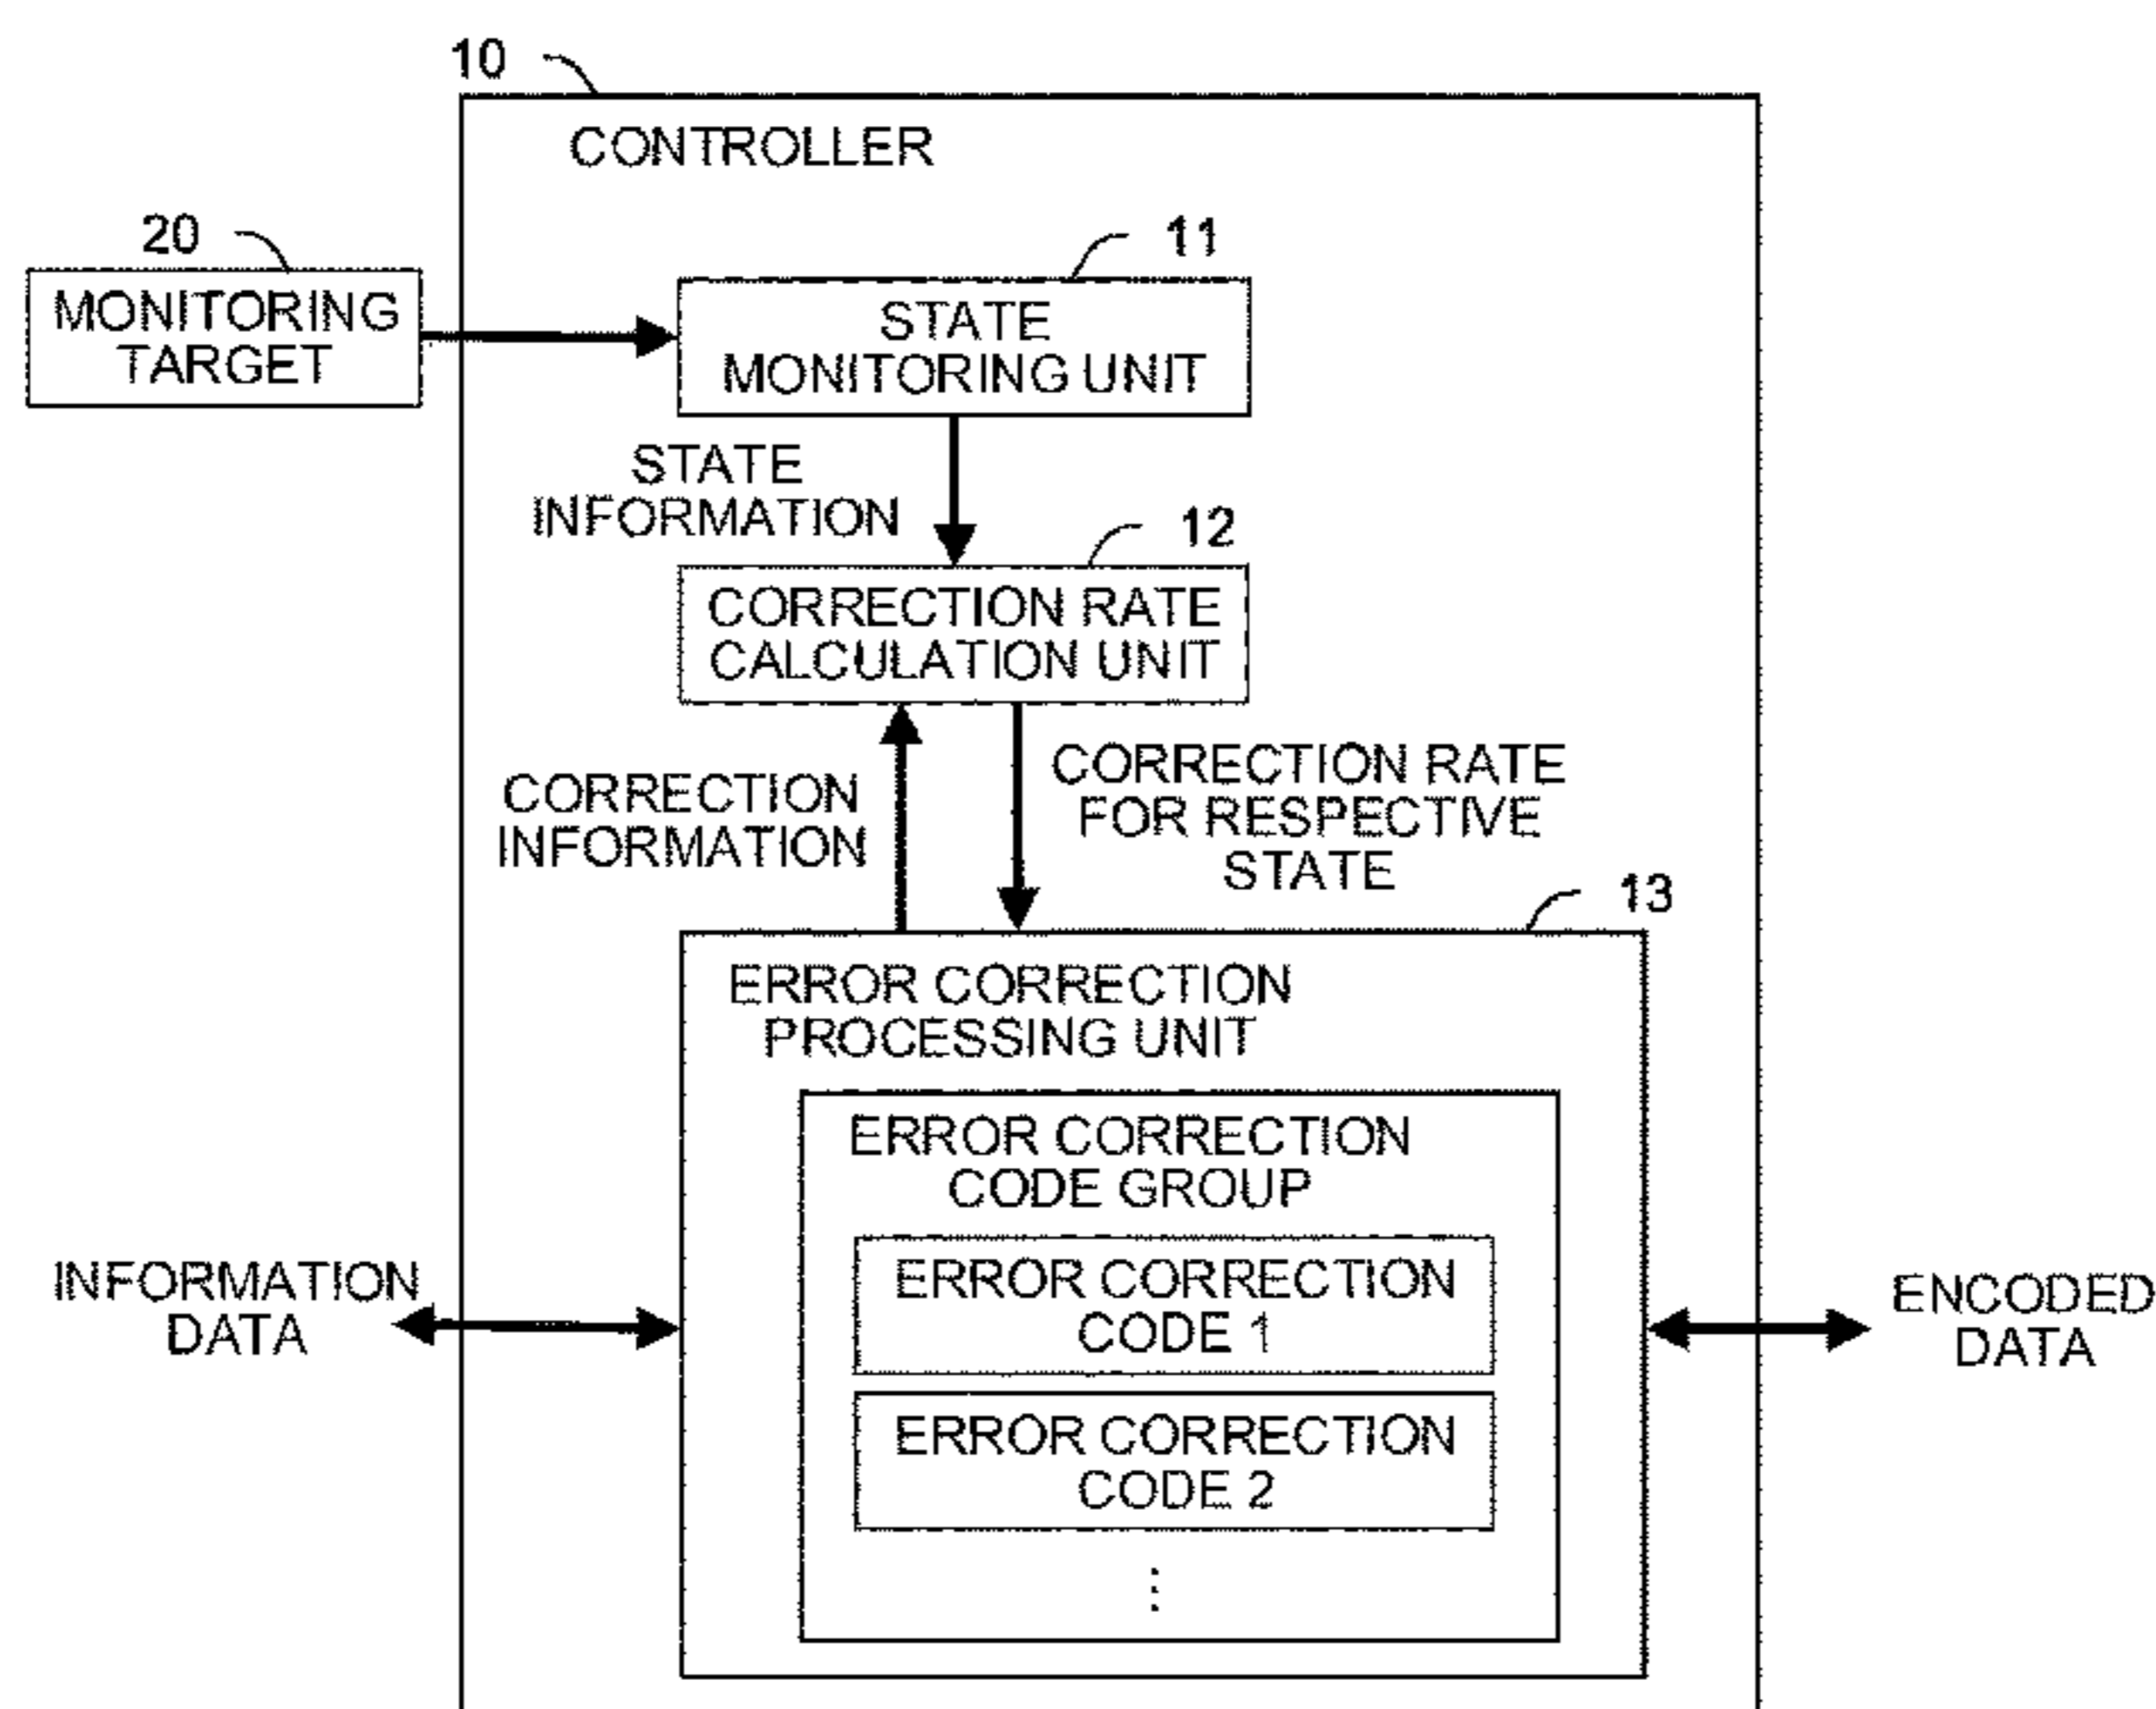 10
CONTROLLER
20
11
MONITORING
TARGET
STATE
MONITORING UNIT
STATE
INFORMATION
12
CORRECTION RATE
CALCULATION UNIT
CORRECTION
INFORMATION
CORRECTION RATE
FOR RESPECTIVE
STATE
13
ERROR CORRECTION
PROCESSING UNIT
ERROR CORRECTION
CODE GROUP
INFORMATION
DATA
ERROR CORRECTION
CODE 1
ENCODED
DATA
ERROR CORRECTION
CODE 2
⋮